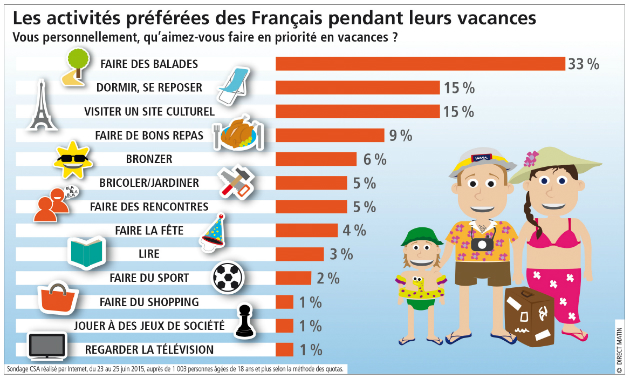 Les activités préférées des Français pendant leurs vacances
Vous personnellement, qu'aimez-vous faire en priorité en vacances ?
FAIRE DES BALADES 33 %
DORMIR, SE REPOSER 15 %
VISITER UN SITE CULTUREL 15 %
FAIRE DE BONS REPAS 9 %
BRONZER 6 %
BRICOLER/JARDINER 5 %
FAIRE DES RENCONTRES 5 %
FAIRE LA FÊTE 4 %
LIRE 3 %
FAIRE DU SPORT 2 %
FAIRE DU SHOPPING 1 %
JOUER À DES JEUX DE SOCIÉTÉ 1 %
REGARDER LA TÉLÉVISION 1 %
Sondage CSA réalisé par Internet, du 23 au 25 juin 2015, auprès de 1 003 personnes âgées de 18 ans et plus selon la méthode des quotas.
© DIRECT MATIN